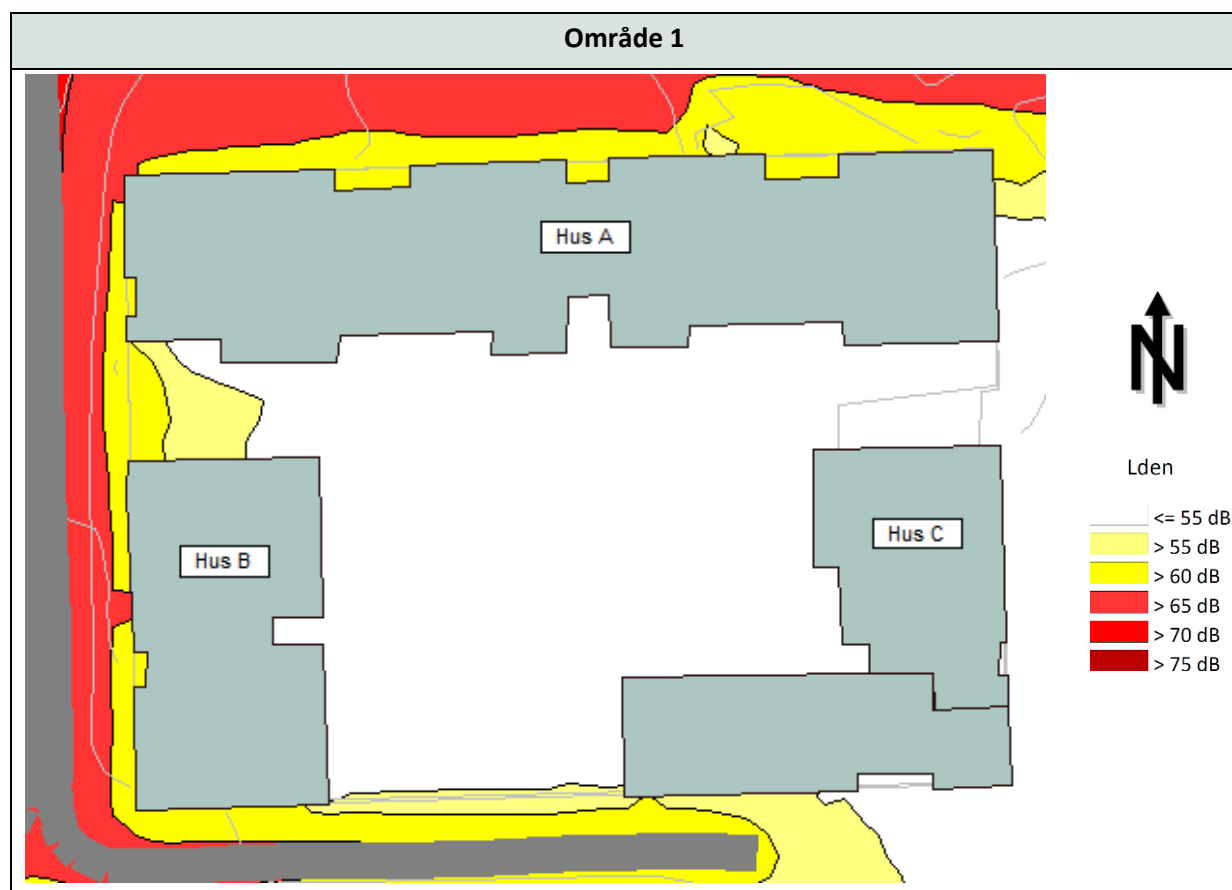 Område 1
Hus A
N
Lden
<= 55 dB
> 55 dB
Hus C
> 60 dB
Hus B
> 65 dB
> 70 dB
> 75 dB